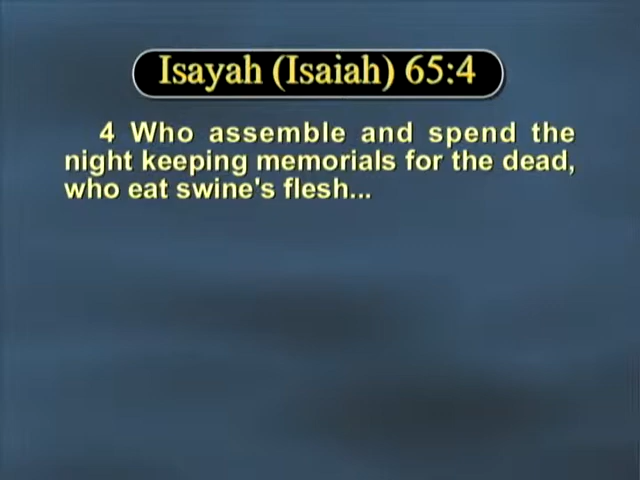 Isayah (Isaiah) 65:4
4 Who assemble and spend the
night keeping memorials for the dead,
who eat swine's flesh...